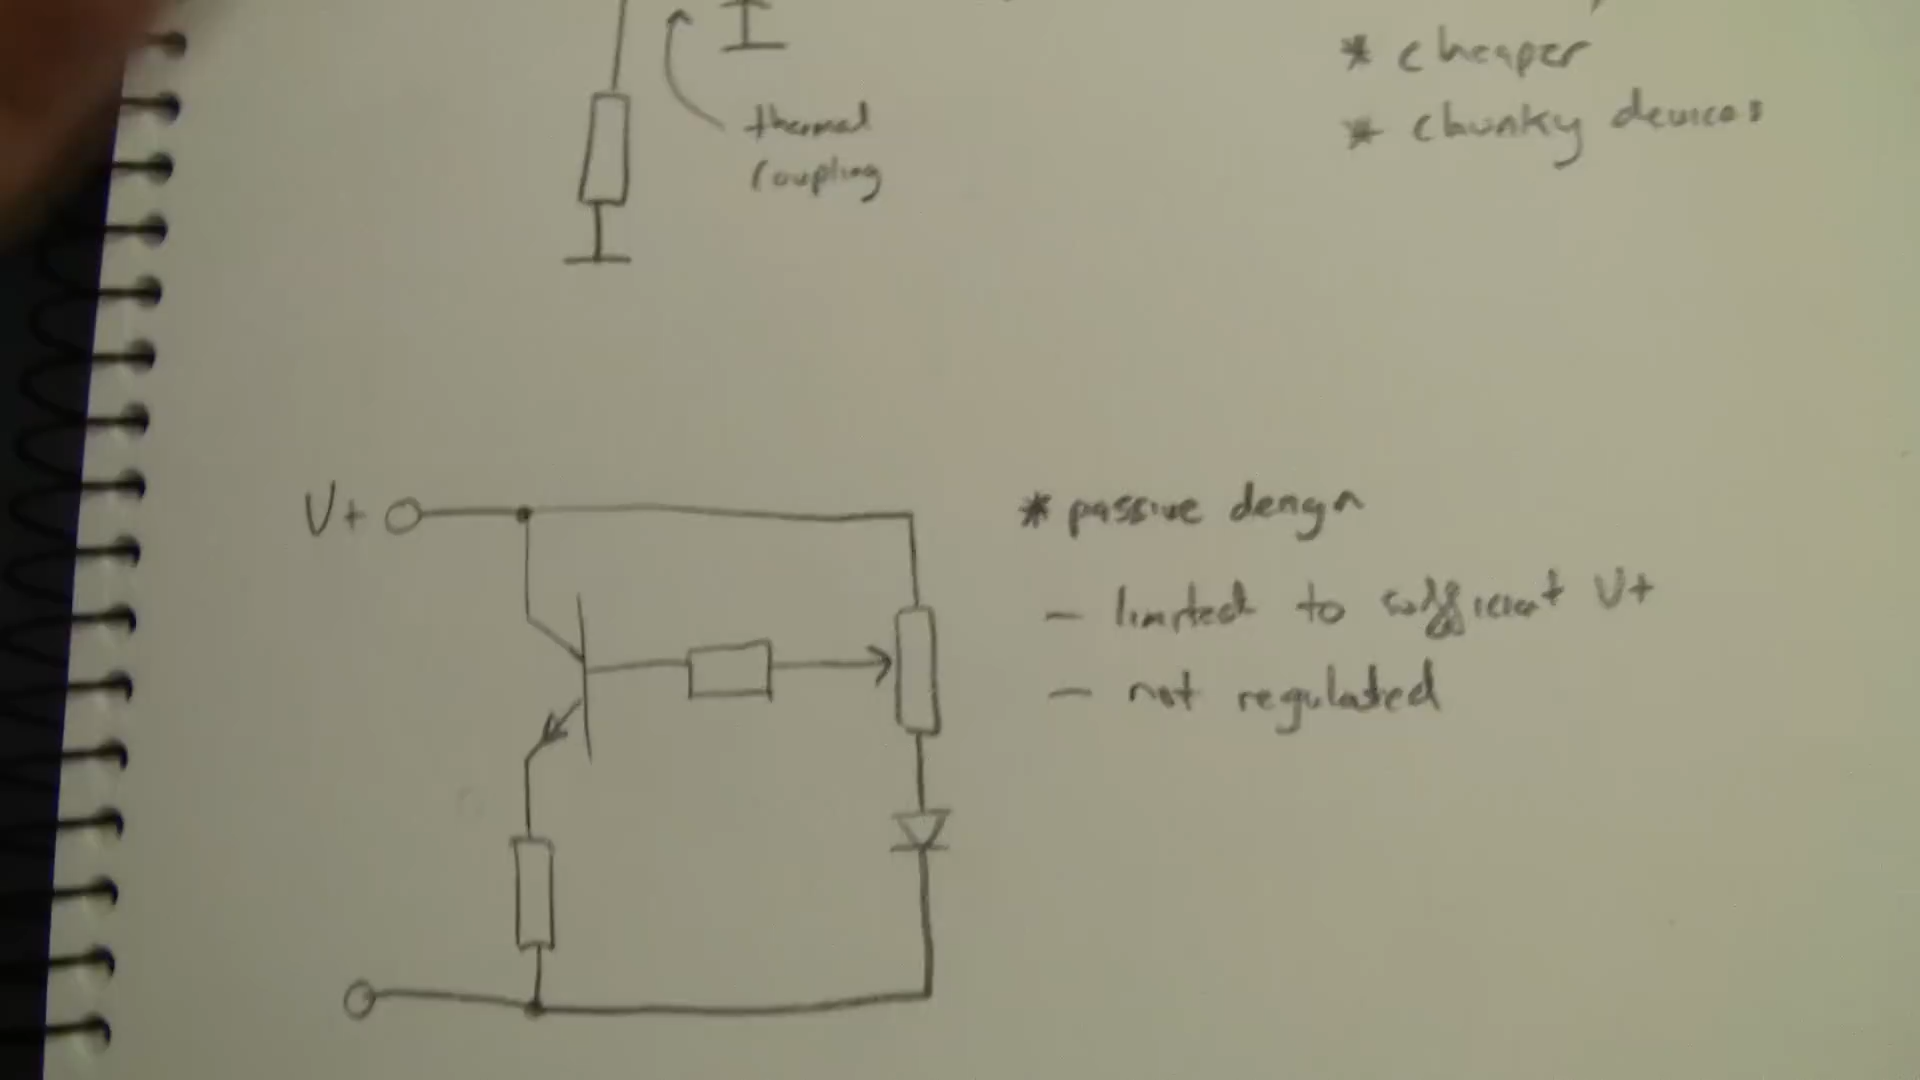 * cheaper
* chunky devices
thermal
coupling
V+
* passive design
- limited to sufficient V+
- not regulated